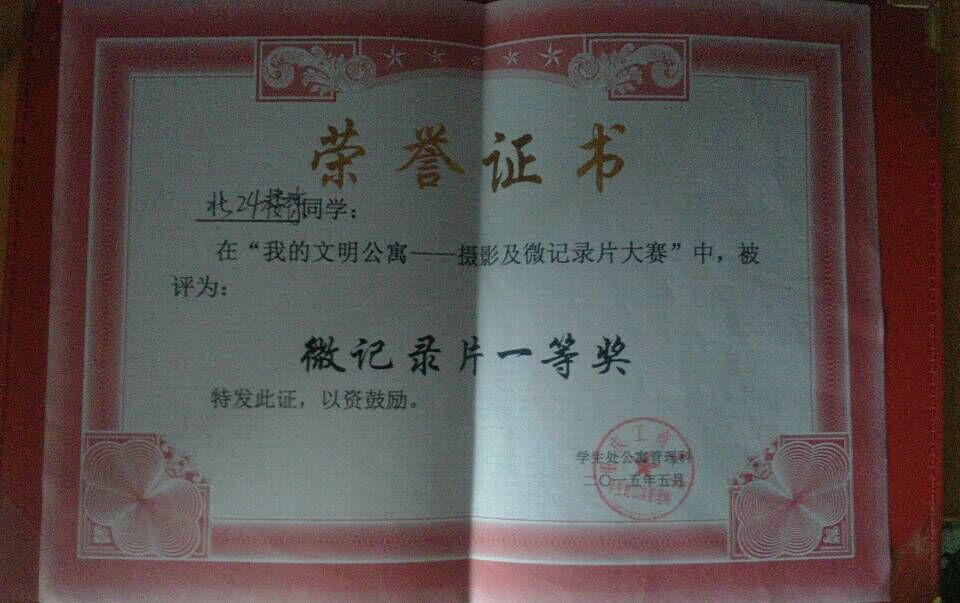 荣誉证书
北24楼 同学：
在“我的文明公寓——摄影及微记录片大赛”中，被
评为：
微记录片一等奖
特发此证，以资鼓励。
学生处公寓管理科
二〇一五年五月